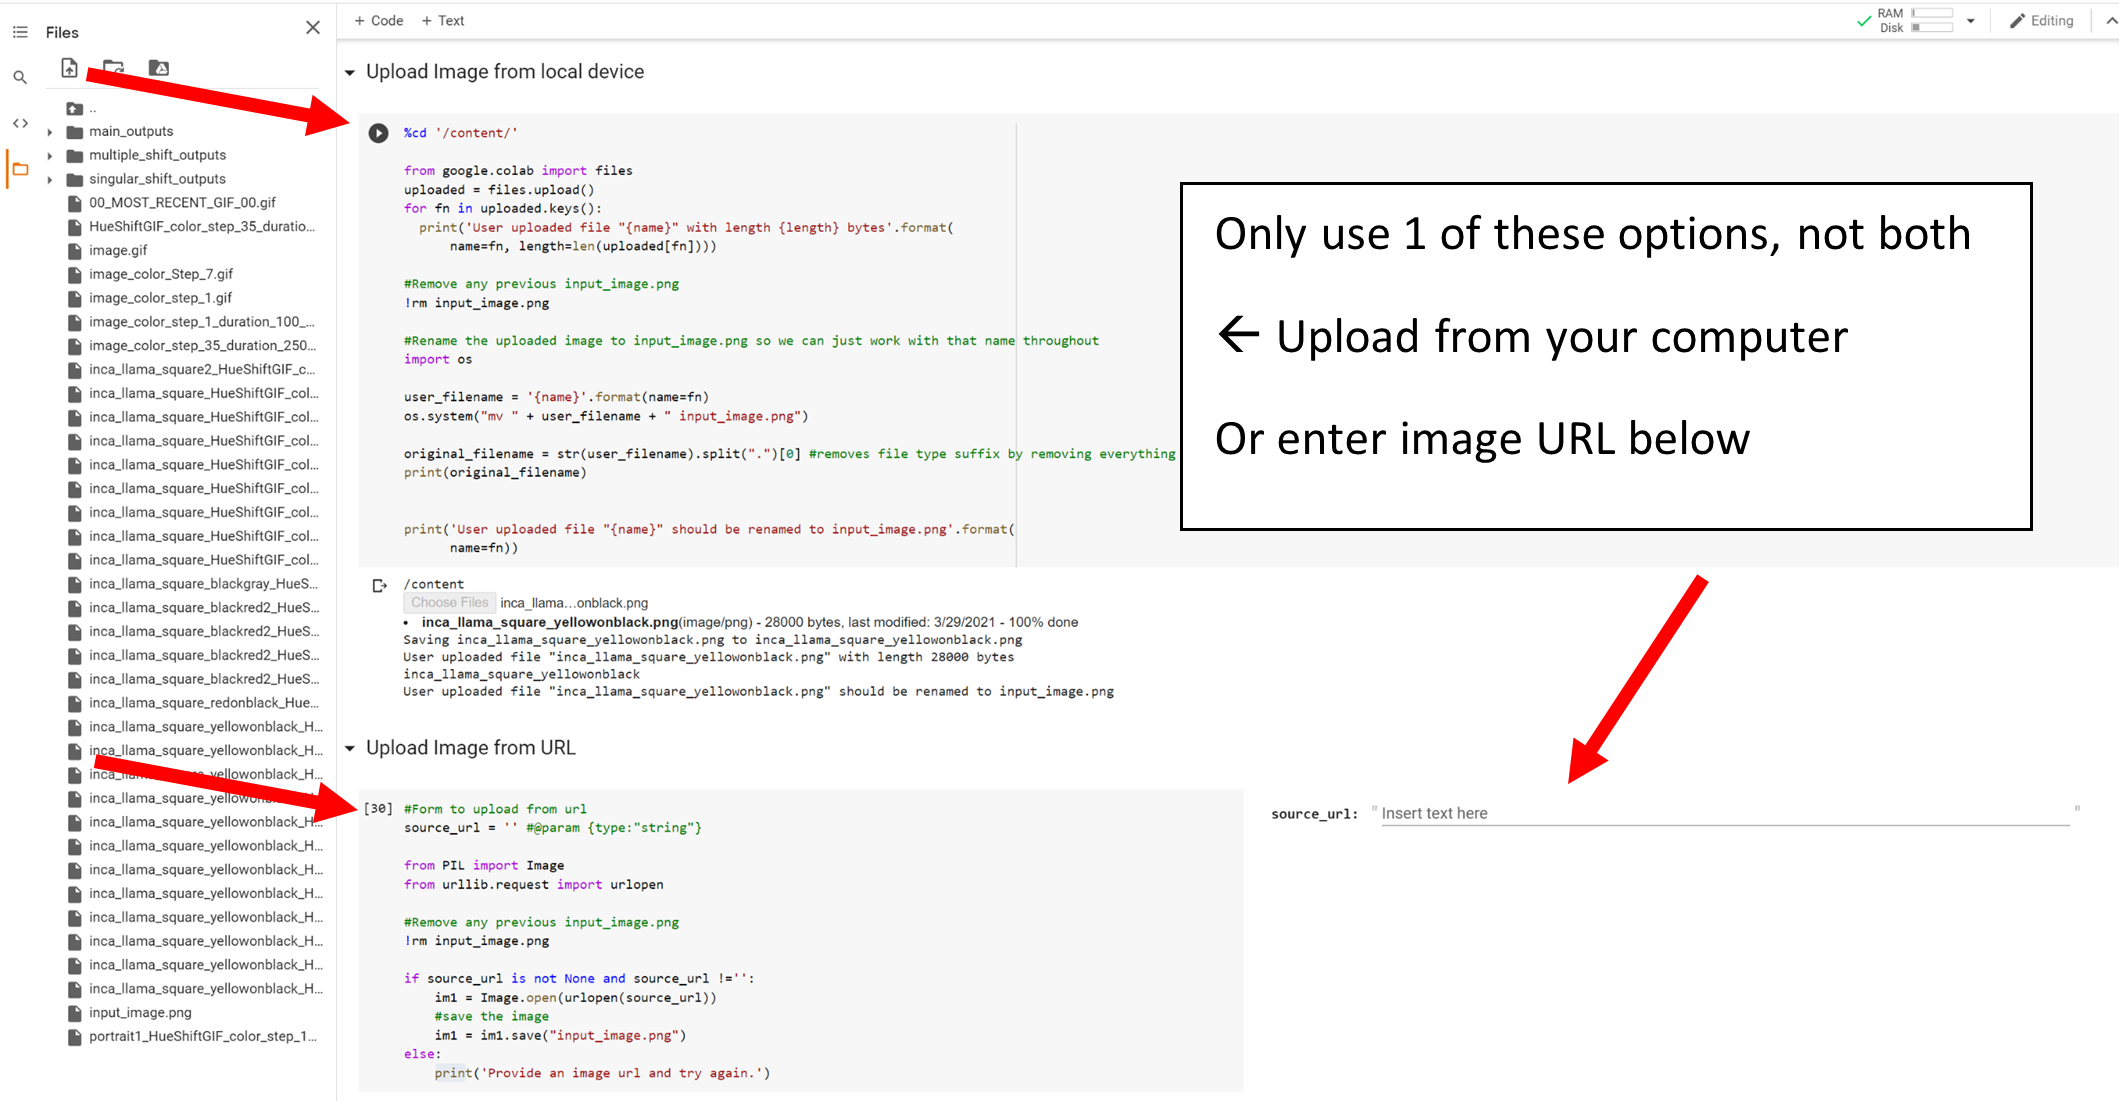 Files
+ Code + Text
RAM
Disk
Editing
..
main_outputs
multiple_shift_outputs
singular_shift_outputs
00_MOST_RECENT_GIF_00.gif
HueShiftGIF_color_step_35_duratio...
image.gif
image_color_Step_7.gif
image_color_step_1.gif
image_color_step_1_duration_100_...
image_color_step_35_duration_250...
inca_llama_square2_HueShiftGIF_c...
inca_llama_square_HueShiftGIF_col...
inca_llama_square_HueShiftGIF_col...
inca_llama_square_HueShiftGIF_col...
inca_llama_square_HueShiftGIF_col...
inca_llama_square_HueShiftGIF_col...
inca_llama_square_HueShiftGIF_col...
inca_llama_square_HueShiftGIF_col...
inca_llama_square_HueShiftGIF_col...
inca_llama_square_blackgray_HueS...
inca_llama_square_blackred2_HueS...
inca_llama_square_blackred2_HueS...
inca_llama_square_blackred2_HueS...
inca_llama_square_blackred2_HueS...
inca_llama_square_redonblack_Hue...
inca_llama_square_yellowonblack_H...
inca_llama_square_yellowonblack_H...
inca_llama_square_yellowonblack_H...
inca_llama_square_yellowonblack_H...
inca_llama_square_yellowonblack_H...
inca_llama_square_yellowonblack_H...
inca_llama_square_yellowonblack_H...
inca_llama_square_yellowonblack_H...
inca_llama_square_yellowonblack_H...
inca_llama_square_yellowonblack_H...
inca_llama_square_yellowonblack_H...
inca_llama_square_yellowonblack_H...
input_image.png
portrait1_HueShiftGIF_color_step_1...
Upload Image from local device
%cd '/content/'
from google.colab import files
uploaded = files.upload()
for fn in uploaded.keys():
print('User uploaded file "{name}" with length {length} bytes'.format(
name=fn, length=len(uploaded[fn])))
#Remove any previous input_image.png
!rm input_image.png
#Rename the uploaded image to input_image.png so we can just work with that name throughout
import os
user_filename = '{name}'.format(name=fn)
os.system("mv " + user_filename + " input_image.png")
original_filename = str(user_filename).split(".")[0] #removes file type suffix by removing everything
print(original_filename)
print('User uploaded file "{name}" should be renamed to input_image.png'.format(
name=fn))
Only use 1 of these options, not both
← Upload from your computer
Or enter image URL below
/content
Choose Files inca_llama...onblack.png
• inca_llama_square_yellowonblack.png(image/png) - 28000 bytes, last modified: 3/29/2021 - 100% done
Saving inca_llama_square_yellowonblack.png to inca_llama_square_yellowonblack.png
User uploaded file "inca_llama_square_yellowonblack.png" with length 28000 bytes
inca_llama_square_yellowonblack
User uploaded file "inca_llama_square_yellowonblack.png" should be renamed to input_image.png
Upload Image from URL
[30] #Form to upload from url
source_url = '' #@param {type:"string"}
from PIL import Image
from urllib.request import urlopen
#Remove any previous input_image.png
!rm input_image.png
if source_url is not None and source_url !='':
im1 = Image.open(urlopen(source_url))
#save the image
im1 = im1.save("input_image.png")
else:
print('Provide an image url and try again.')
source_url: " Insert text here "